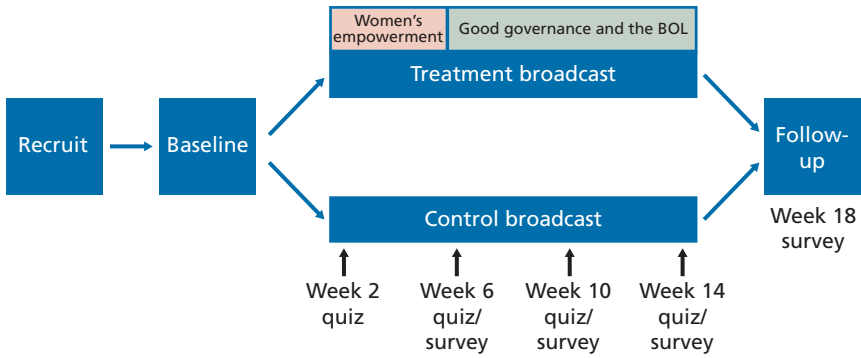 Women's
empowerment
Good governance and the BOL
Treatment broadcast
Recruit
Baseline
Follow-
up
Control broadcast
Week 18
survey
Week 2
quiz
Week 6
quiz/
survey
Week 10
quiz/
survey
Week 14
quiz/
survey